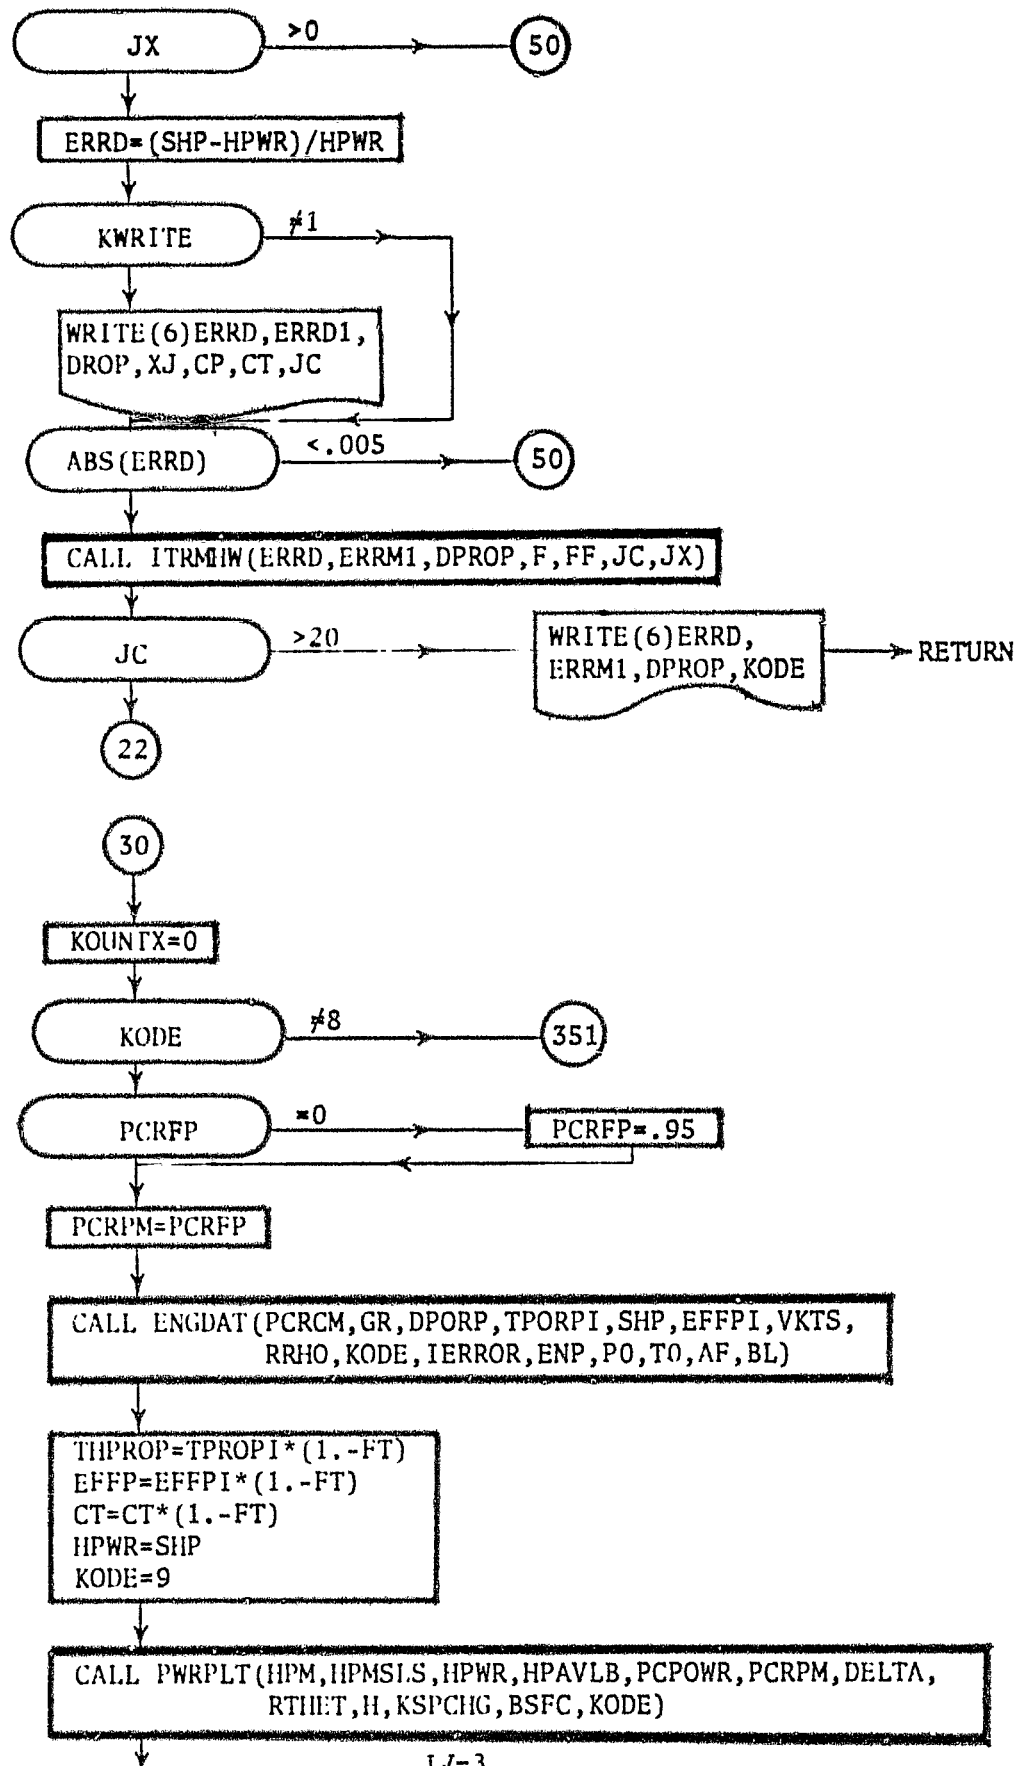 JX
>0
50
ERRD=(SHP-HPWR)/HPWR
KWRITE
≠1
WRITE(6)ERRD,ERRD1,
DROP,XJ,CP,CT,JC
ABS(ERRD)
<.005
50
CALL ITRMHW(ERRD,ERRM1,DPROP,F,FF,JC,JX)
JC
>20
WRITE(6)ERRD,
ERRM1,DPROP,KODE
RETURN
22
30
KOUNTX=0
KODE
≠8
351
PCRFP
=0
PCRFP=.95
PCRPM=PCRFP
CALL ENGDAT(PCRCM,GR,DPORP,TPORPI,SHP,EFFPI,VKTS,
RRHO,KODE,IERROR,ENP,PO,TO,AF,BL)
THPROP=TPROPI*(1.-FT)
EFFP=EFFPI*(1.-FT)
CT=CT*(1.-FT)
HPWR=SHP
KODE=9
CALL PWRPLT(HPM,HPMSLS,HPWR,HPAVLB,PCPOWR,PCRPM,DELTA,
RTHET,H,KSPCHG,BSFC,KODE)